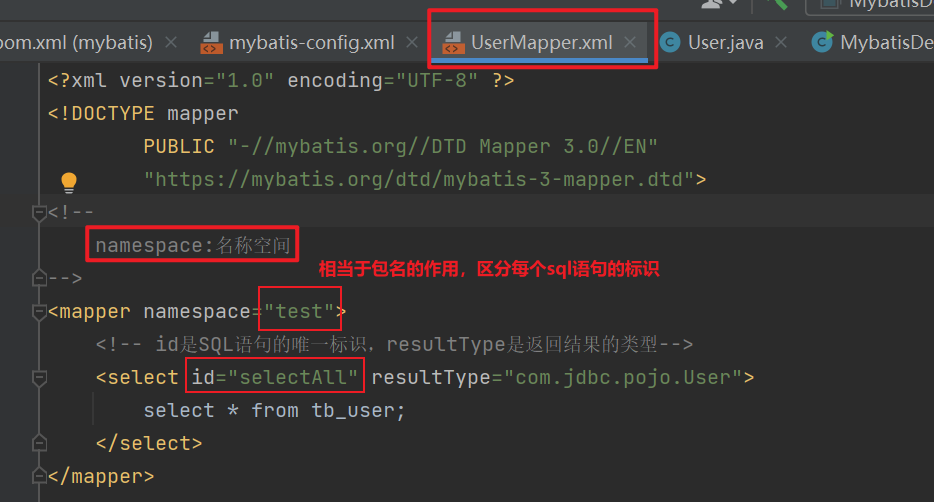 MybatisDe
pom.xml (mybatis)
mybatis-config.xml
UserMapper.xml
User.java
MybatisDe
<?xml version="1.0" encoding="UTF-8" ?>
<!DOCTYPE mapper
PUBLIC "-//mybatis.org//DTD Mapper 3.0//EN"
"https://mybatis.org/dtd/mybatis-3-mapper.dtd">
<!--
namespace:名称空间
相当于包名的作用，区分每个sql语句的标识
-->
<mapper namespace="test">
<!-- id是SQL语句的唯一标识，resultType是返回结果的类型-->
<select id="selectAll" resultType="com.jdbc.pojo.User">
select * from tb_user;
</select>
</mapper>